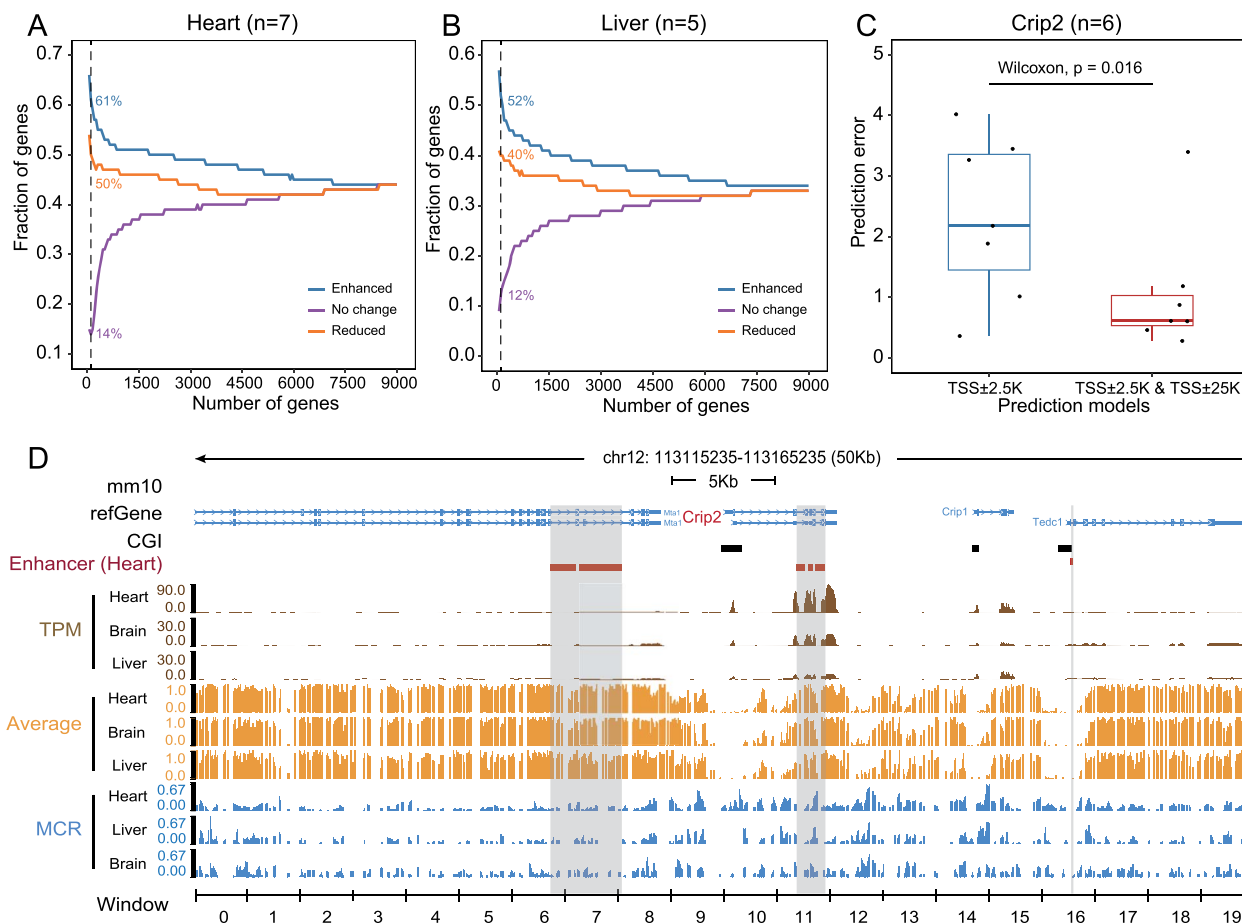 A
Heart (n=7)
Fraction of genes
0.7
0.6
0.5
0.4
0.3
0.2
0.1
61%
50%
14%
Enhanced
No change
Reduced
0
1500
3000
4500
6000
7500
9000
Number of genes
B
Liver (n=5)
Fraction of genes
0.6
0.5
0.4
0.3
0.2
0.1
0.0
52%
40%
12%
Enhanced
No change
Reduced
0
1500
3000
4500
6000
7500
9000
Number of genes
C
Crip2 (n=6)
Prediction error
5
4
3
2
1
0
Wilcoxon, p = 0.016
TSS±2.5K
TSS±2.5K & TSS±25K
Prediction models
D
chr12: 113115235-113165235 (50Kb)
mm10
5Kb
refGene
Mta1
Mta1
Crip2
Crip1
Tedc1
CGI
Enhancer (Heart)
TPM
Heart
90.0
0.0
Brain
30.0
0.0
Liver
30.0
0.0
Average
Heart
1.0
0.0
Brain
1.0
0.0
Liver
1.0
0.0
MCR
Heart
0.67
0.00
Liver
0.67
0.00
Brain
0.67
0.00
Window
0 1 2 3 4 5 6 7 8 9 10 11 12 13 14 15 16 17 18 19